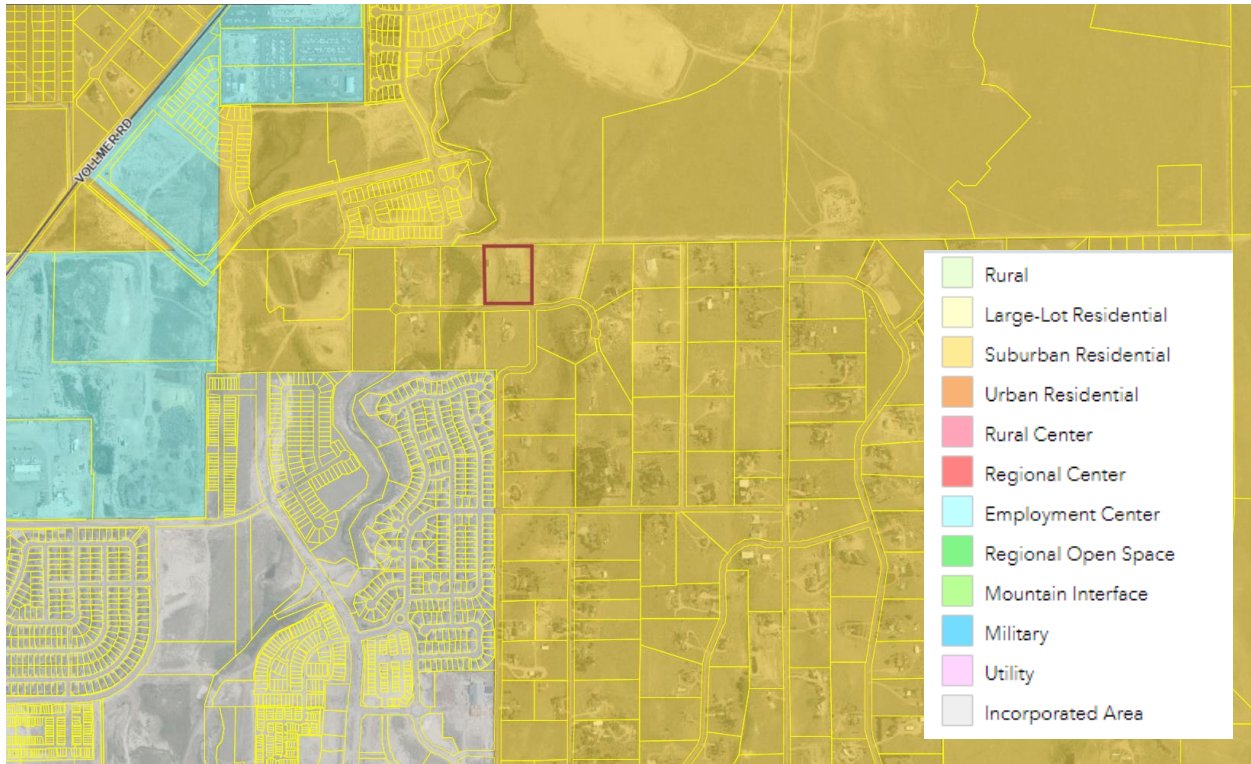 VOLLMER RD
Rural
Large-Lot Residential
Suburban Residential
Urban Residential
Rural Center
Regional Center
Employment Center
Regional Open Space
Mountain Interface
Military
Utility
Incorporated Area